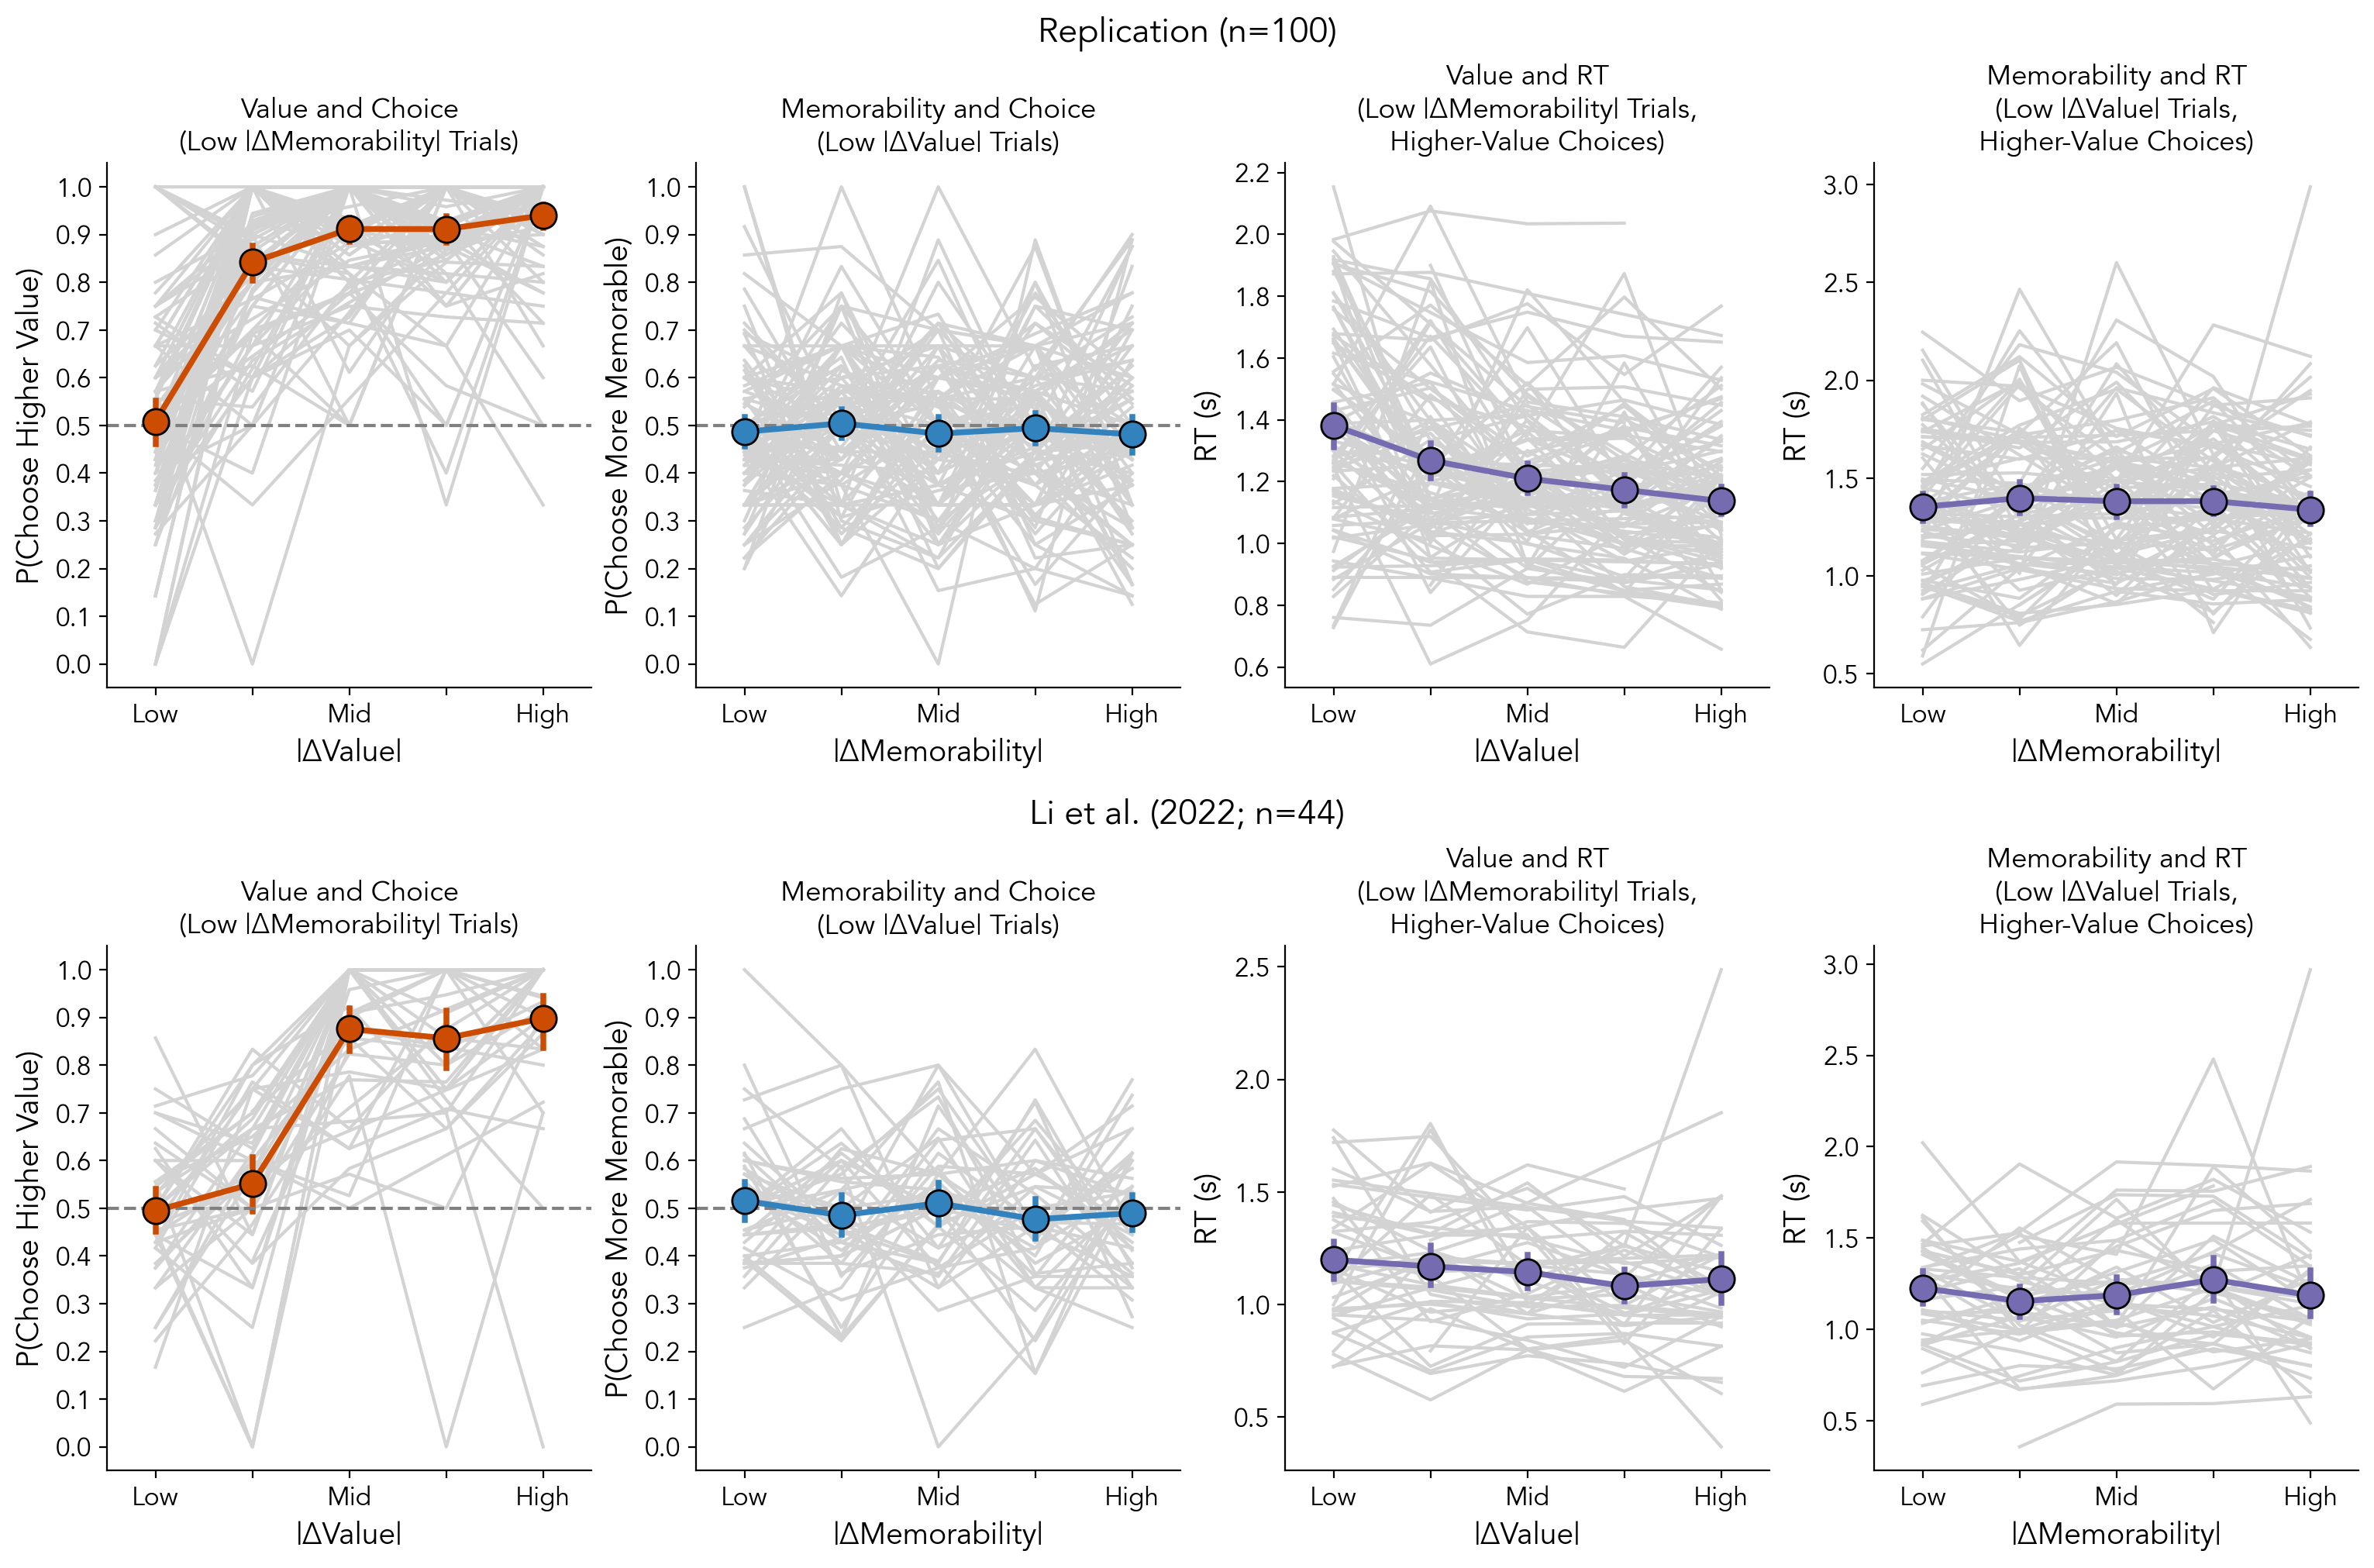 Replication (n=100)
Value and Choice
(Low |ΔMemorability| Trials)
P(Choose Higher Value)
1.0
0.9
0.8
0.7
0.6
0.5
0.4
0.3
0.2
0.1
0.0
Low Mid High
|ΔValue|
Memorability and Choice
(Low |ΔValue| Trials)
P(Choose More Memorable)
1.0
0.9
0.8
0.7
0.6
0.5
0.4
0.3
0.2
0.1
0.0
Low Mid High
|ΔMemorability|
Value and RT
(Low |ΔMemorability| Trials,
Higher-Value Choices)
RT (s)
2.2
2.0
1.8
1.6
1.4
1.2
1.0
0.8
0.6
Low Mid High
|ΔValue|
Memorability and RT
(Low |ΔValue| Trials,
Higher-Value Choices)
RT (s)
3.0
2.5
2.0
1.5
1.0
0.5
Low Mid High
|ΔMemorability|
Li et al. (2022; n=44)
Value and Choice
(Low |ΔMemorability| Trials)
P(Choose Higher Value)
1.0
0.9
0.8
0.7
0.6
0.5
0.4
0.3
0.2
0.1
0.0
Low Mid High
|ΔValue|
Memorability and Choice
(Low |ΔValue| Trials)
P(Choose More Memorable)
1.0
0.9
0.8
0.7
0.6
0.5
0.4
0.3
0.2
0.1
0.0
Low Mid High
|ΔMemorability|
Value and RT
(Low |ΔMemorability| Trials,
Higher-Value Choices)
RT (s)
2.5
2.0
1.5
1.0
0.5
Low Mid High
|ΔValue|
Memorability and RT
(Low |ΔValue| Trials,
Higher-Value Choices)
RT (s)
3.0
2.5
2.0
1.5
1.0
0.5
Low Mid High
|ΔMemorability|